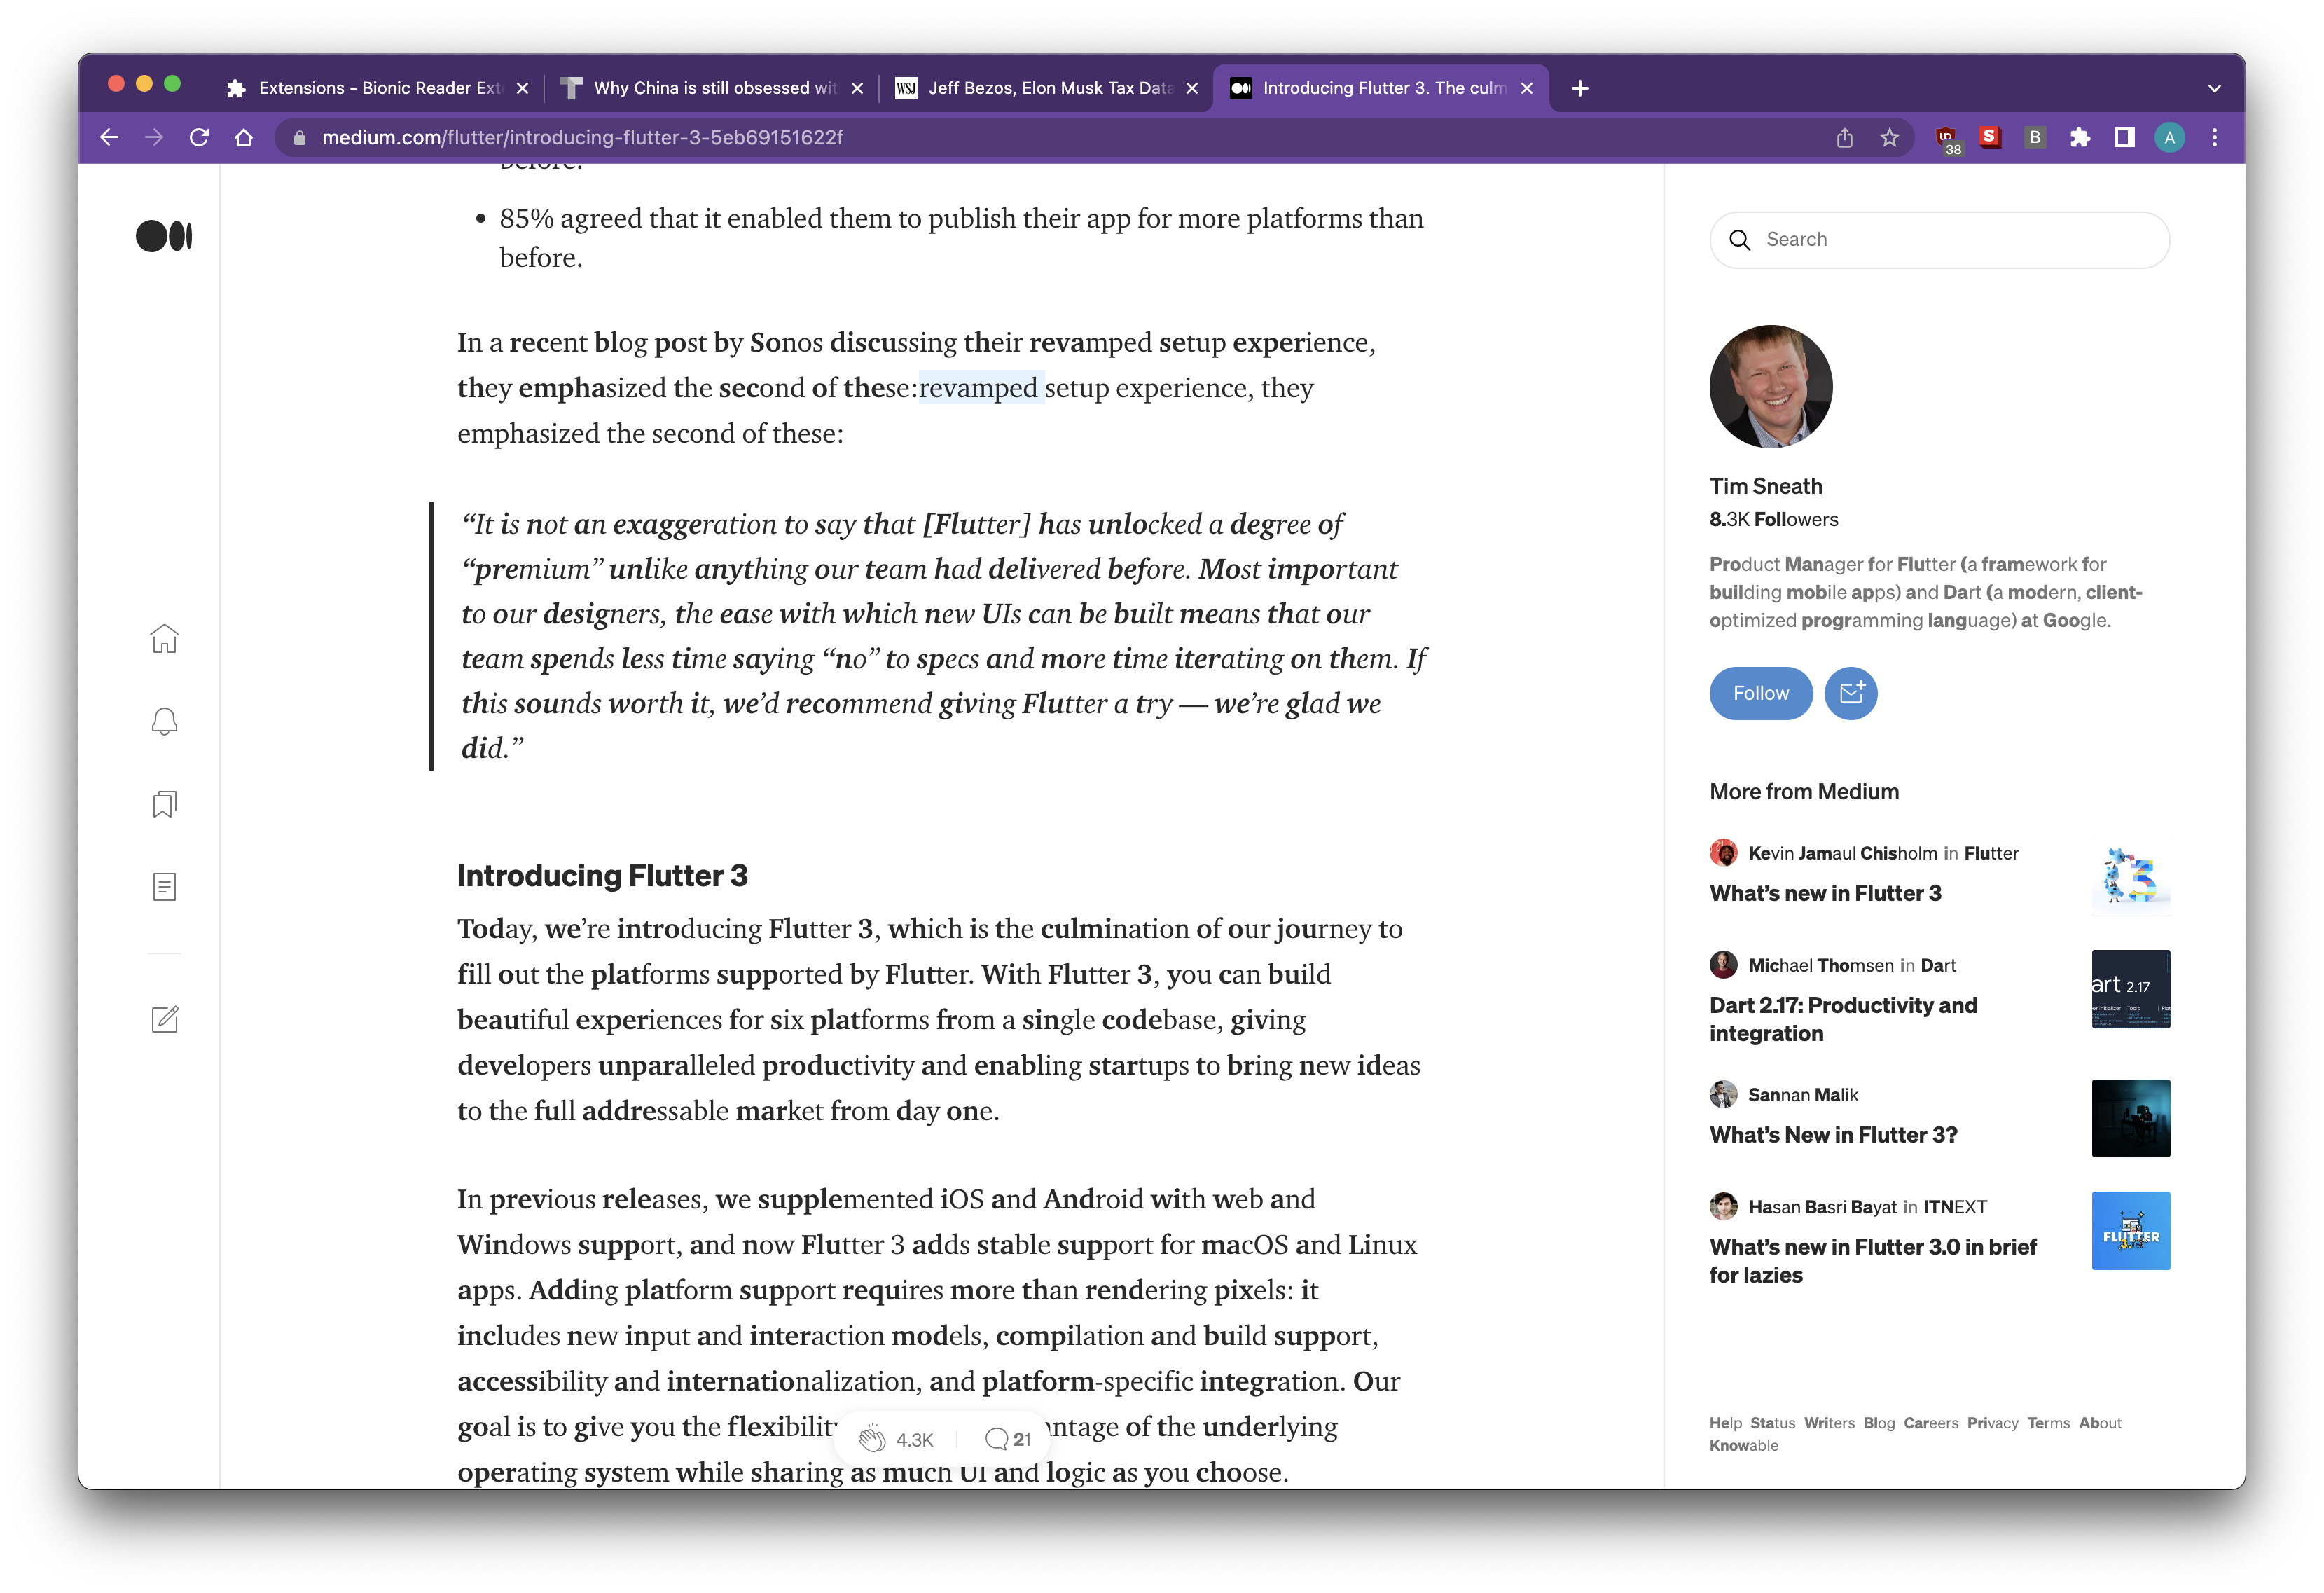 Extensions - Bionic Reader Ext
Why China is still obsessed wit
WSJ
Jeff Bezos, Elon Musk Tax Data
Introducing Flutter 3. The culm
medium.com/flutter/introducing-flutter-3-5eb69151622f
38
S
B
A
before.
• 85% agreed that it enabled them to publish their app for more platforms than
before.
In a recent blog post by Sonos discussing their revamped setup experience,
they emphasized the second of these:revamped setup experience, they
emphasized the second of these:
“It is not an exaggeration to say that [Flutter] has unlocked a degree of
“premium” unlike anything our team had delivered before. Most important
to our designers, the ease with which new UIs can be built means that our
team spends less time saying “no” to specs and more time iterating on them. If
this sounds worth it, we’d recommend giving Flutter a try — we’re glad we
did.”
Introducing Flutter 3
Today, we’re introducing Flutter 3, which is the culmination of our journey to
fill out the platforms supported by Flutter. With Flutter 3, you can build
beautiful experiences for six platforms from a single codebase, giving
developers unparalleled productivity and enabling startups to bring new ideas
to the full addressable market from day one.
In previous releases, we supplemented iOS and Android with web and
Windows support, and now Flutter 3 adds stable support for macOS and Linux
apps. Adding platform support requires more than rendering pixels: it
includes new input and interaction models, compilation and build support,
accessibility and internationalization, and platform-specific integration. Our
goal is to give you the flexibility antage of the underlying
operating system while sharing as much UI and logic as you choose.
4.3K
21
Search
Tim Sneath
8.3K Followers
Product Manager for Flutter (a framework for
building mobile apps) and Dart (a modern, client-
optimized programming language) at Google.
Follow
More from Medium
Kevin Jamaul Chisholm in Flutter
What’s new in Flutter 3
Michael Thomsen in Dart
Dart 2.17: Productivity and
integration
art 2.17
Sannan Malik
What’s New in Flutter 3?
Hasan Basri Bayat in ITNEXT
What’s new in Flutter 3.0 in brief
for lazies
FLUTTER
Help Status Writers Blog Careers Privacy Terms About
Knowable